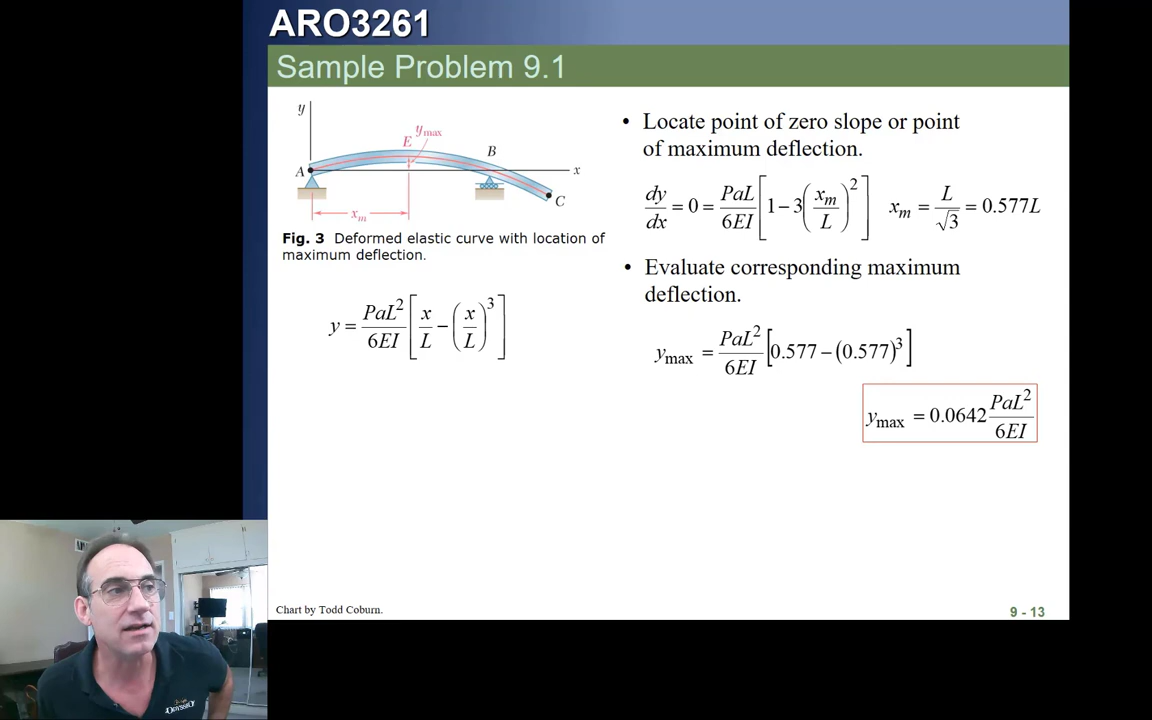 ARO3261
Sample Problem 9.1
y
y_max
E
B
A
x
C
x_m
Fig. 3 Deformed elastic curve with location of
maximum deflection.
y = PaL²/6EI [x/L − (x/L)³]
• Locate point of zero slope or point
of maximum deflection.
dy/dx = 0 = PaL/6EI [1 − 3(x_m/L)²]   x_m = L/√3 = 0.577L
• Evaluate corresponding maximum
deflection.
y_max = PaL²/6EI [0.577 − (0.577)³]
y_max = 0.0642 PaL²/6EI
Chart by Todd Coburn.
9 - 13
ODYSSEY